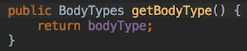 public BodyTypes getBodyType() {
    return bodyType;
}